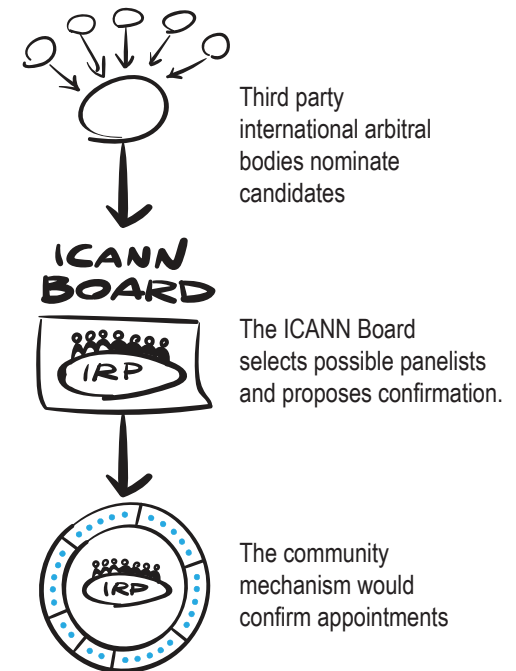 Third party
international arbitral
bodies nominate
candidates
ICANN
BOARD
IRP
The ICANN Board
selects possible panelists
and proposes confirmation.
IRP
The community
mechanism would
confirm appointments